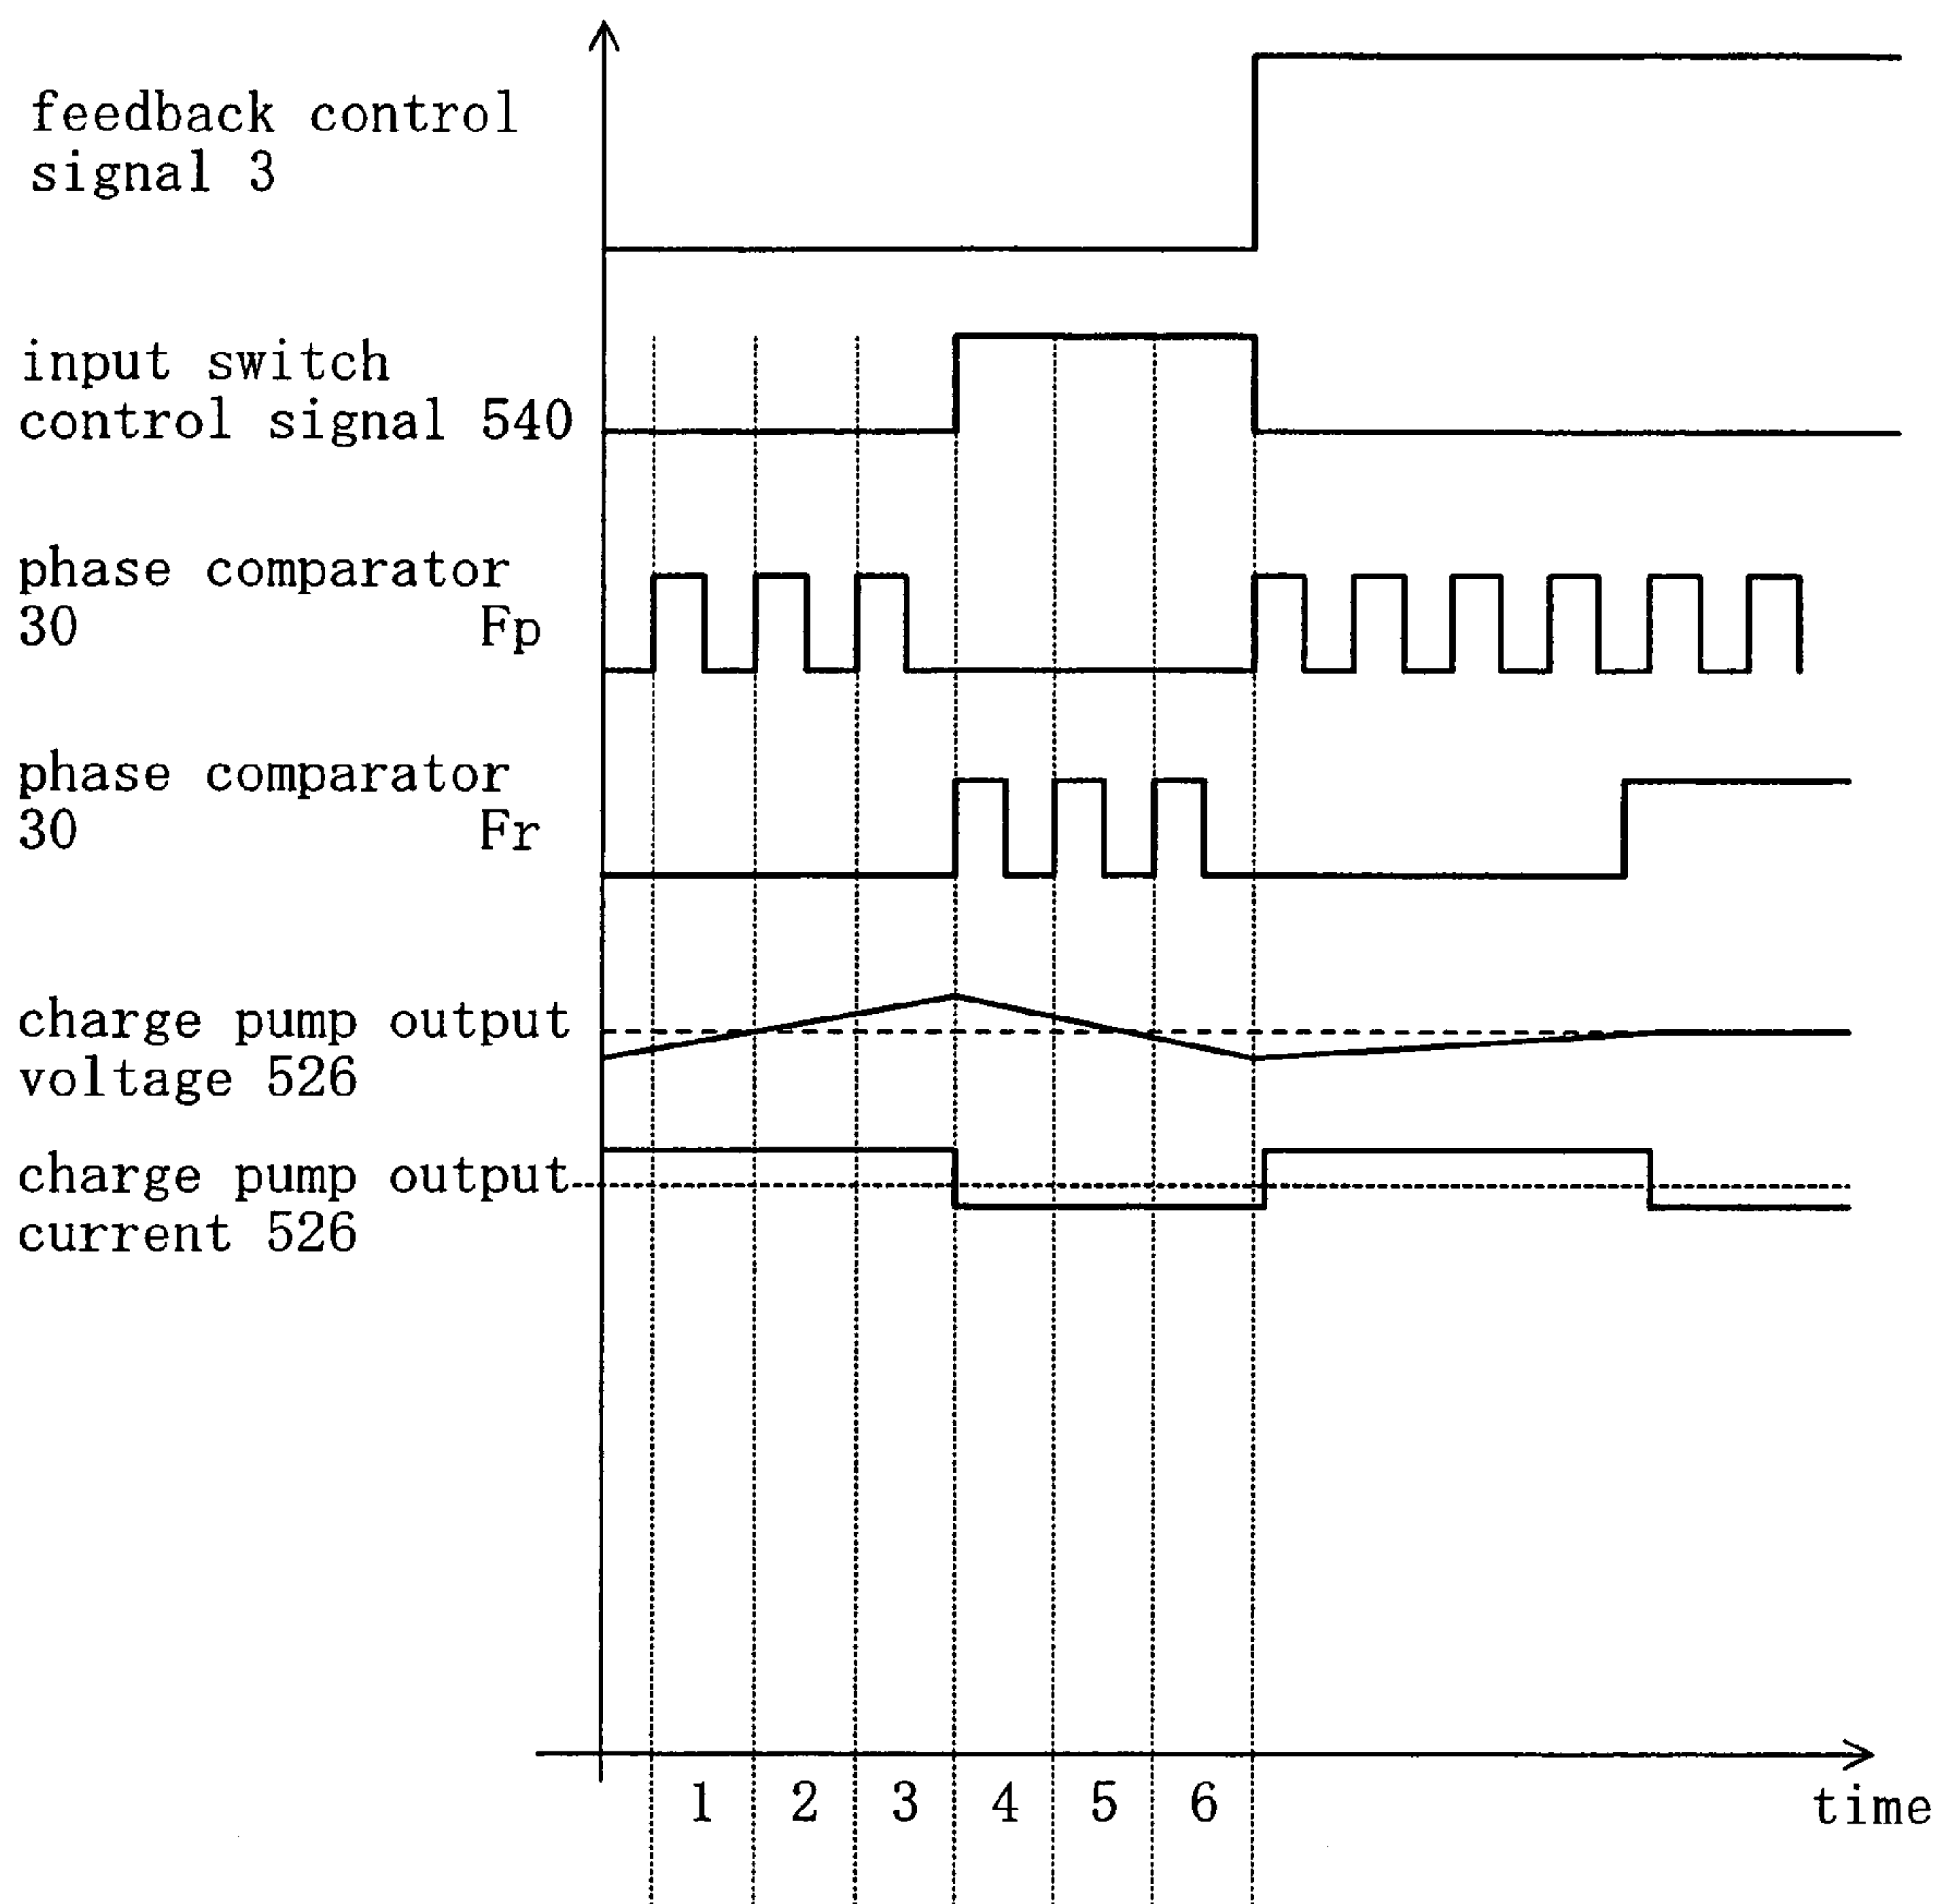 feedback control
signal 3
input switch
control signal 540
phase comparator
30 Fp
phase comparator
30 Fr
charge pump output
voltage 526
charge pump output
current 526
1 2 3 4 5 6
time